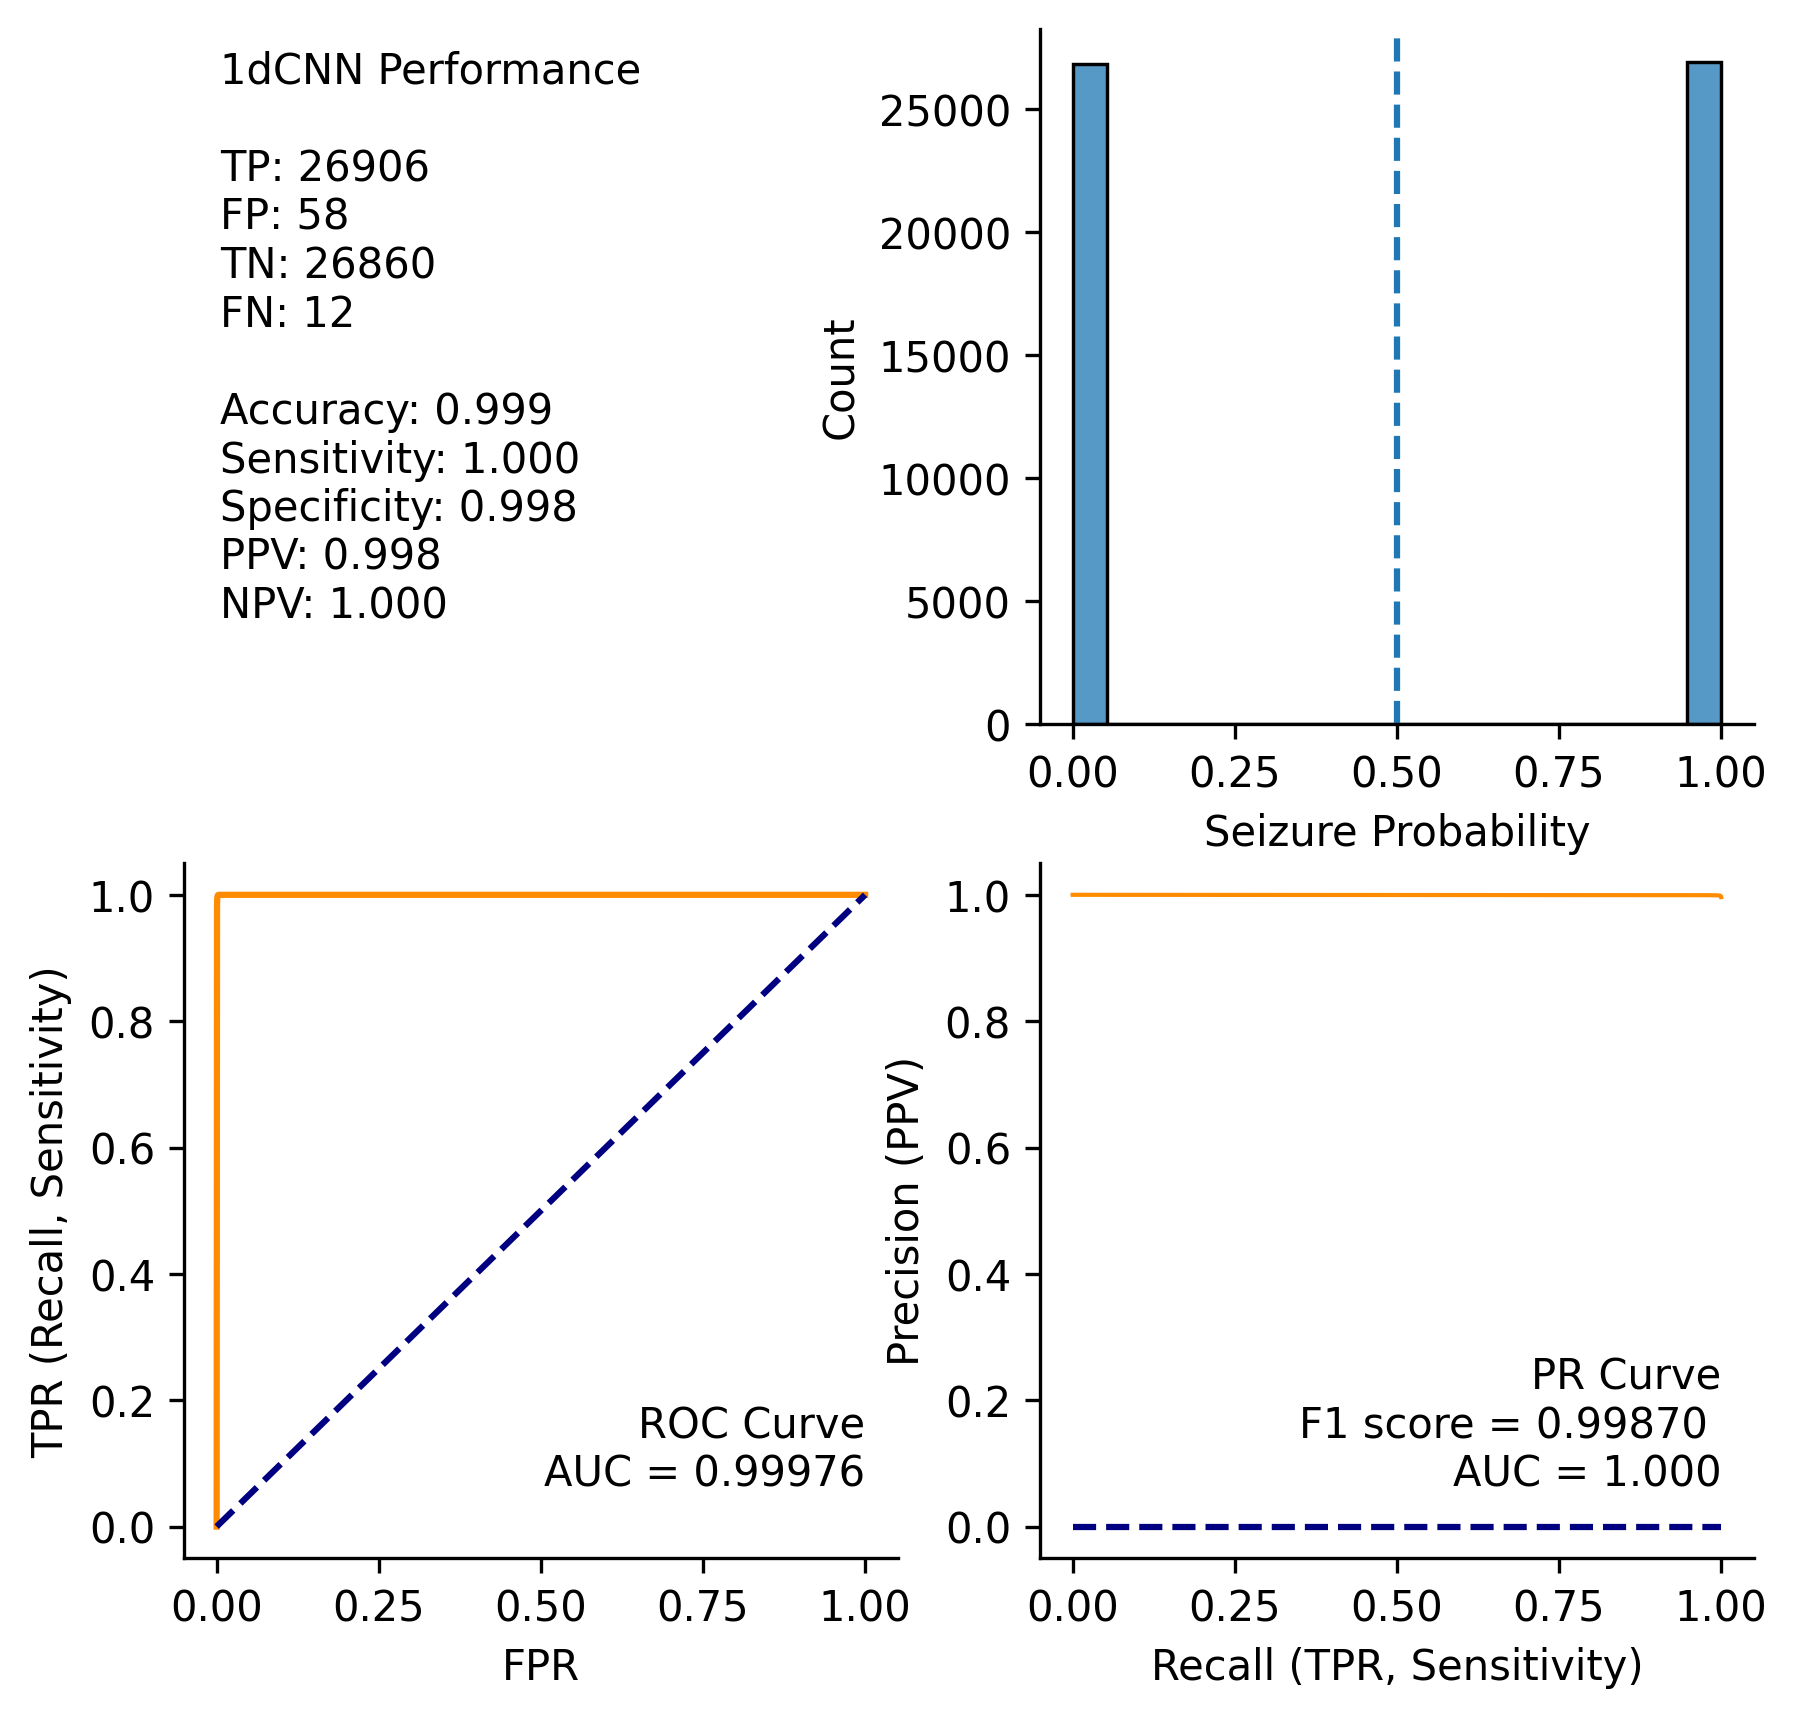 1dCNN Performance
TP: 26906
FP: 58
TN: 26860
FN: 12
Accuracy: 0.999
Sensitivity: 1.000
Specificity: 0.998
PPV: 0.998
NPV: 1.000
Count
25000
20000
15000
10000
5000
0
0.00 0.25 0.50 0.75 1.00
Seizure Probability
TPR (Recall, Sensitivity)
1.0
0.8
0.6
0.4
0.2
0.0
ROC Curve
AUC = 0.99976
0.00 0.25 0.50 0.75 1.00
FPR
Precision (PPV)
1.0
0.8
0.6
0.4
0.2
0.0
PR Curve
F1 score = 0.99870
AUC = 1.000
0.00 0.25 0.50 0.75 1.00
Recall (TPR, Sensitivity)